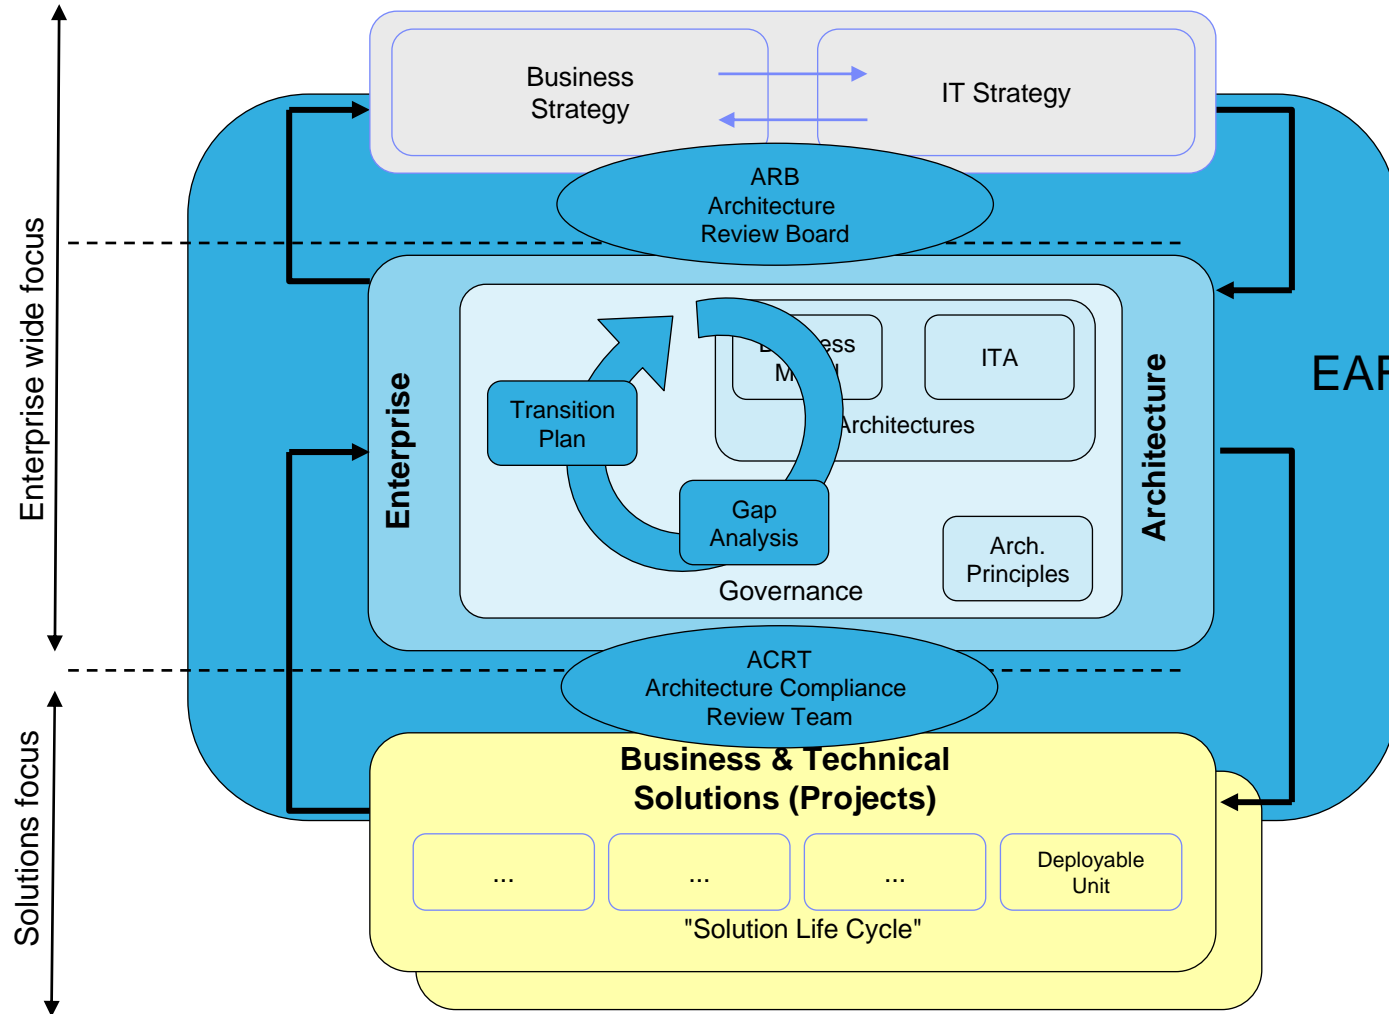 Business
Strategy
IT Strategy
ARB
Architecture
Review Board
Enterprise wide focus
Enterprise
Transition
Plan
ITA
Architectures
Gap
Analysis
Arch.
Principles
Governance
Architecture
EAF
ACRT
Architecture Compliance
Review Team
Solutions focus
Business & Technical
Solutions (Projects)
...
...
...
Deployable
Unit
"Solution Life Cycle"